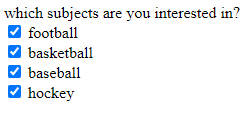 which subjects are you interested in?
football
basketball
baseball
hockey